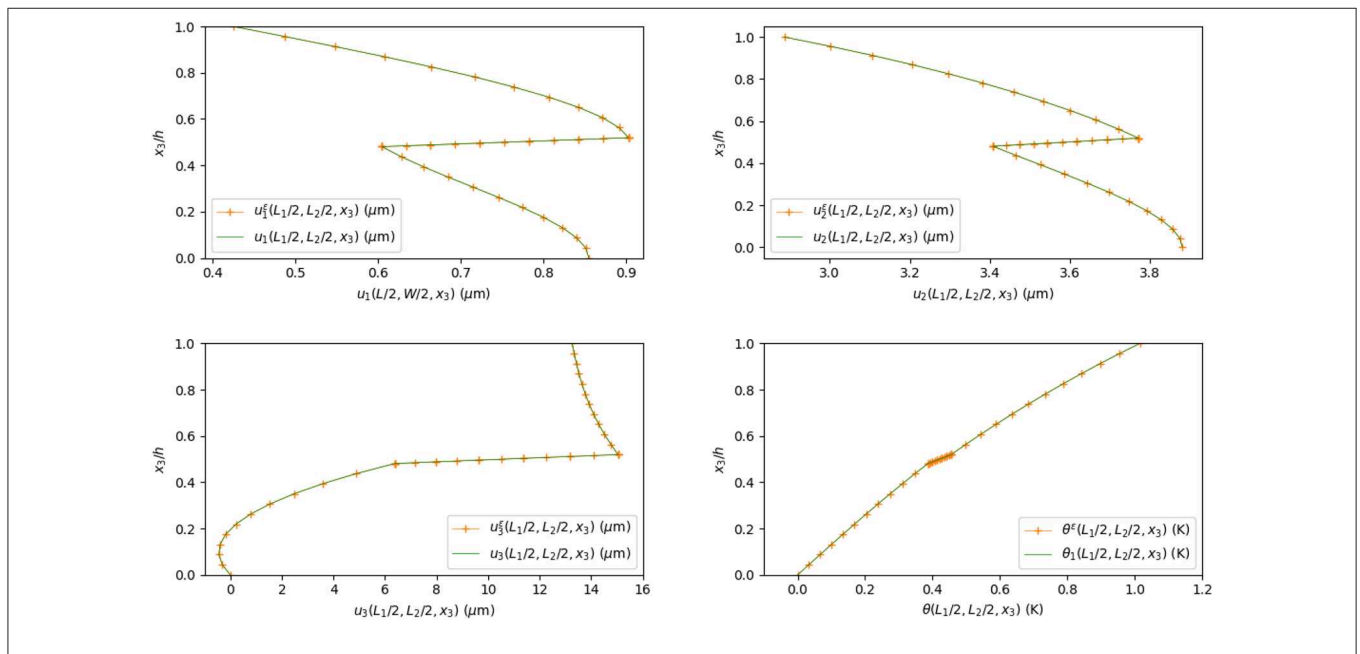 1.0
0.8
0.6
0.4
0.2
0.0
x₃/h
u₁^ε(L₁/2, L₂/2, x₃) (μm)
u₁(L₁/2, L₂/2, x₃) (μm)
0.4 0.5 0.6 0.7 0.8 0.9
u₁(L/2, W/2, x₃) (μm)
1.0
0.8
0.6
0.4
0.2
0.0
x₃/h
u₂^ε(L₁/2, L₂/2, x₃) (μm)
u₂(L₁/2, L₂/2, x₃) (μm)
3.0 3.2 3.4 3.6 3.8
u₂(L₁/2, L₂/2, x₃) (μm)
1.0
0.8
0.6
0.4
0.2
0.0
x₃/h
u₃^ε(L₁/2, L₂/2, x₃) (μm)
u₃(L₁/2, L₂/2, x₃) (μm)
0 2 4 6 8 10 12 14 16
u₃(L₁/2, L₂/2, x₃) (μm)
1.0
0.8
0.6
0.4
0.2
0.0
x₃/h
θ^ε(L₁/2, L₂/2, x₃) (K)
θ₁(L₁/2, L₂/2, x₃) (K)
0.0 0.2 0.4 0.6 0.8 1.0 1.2
θ(L₁/2, L₂/2, x₃) (K)